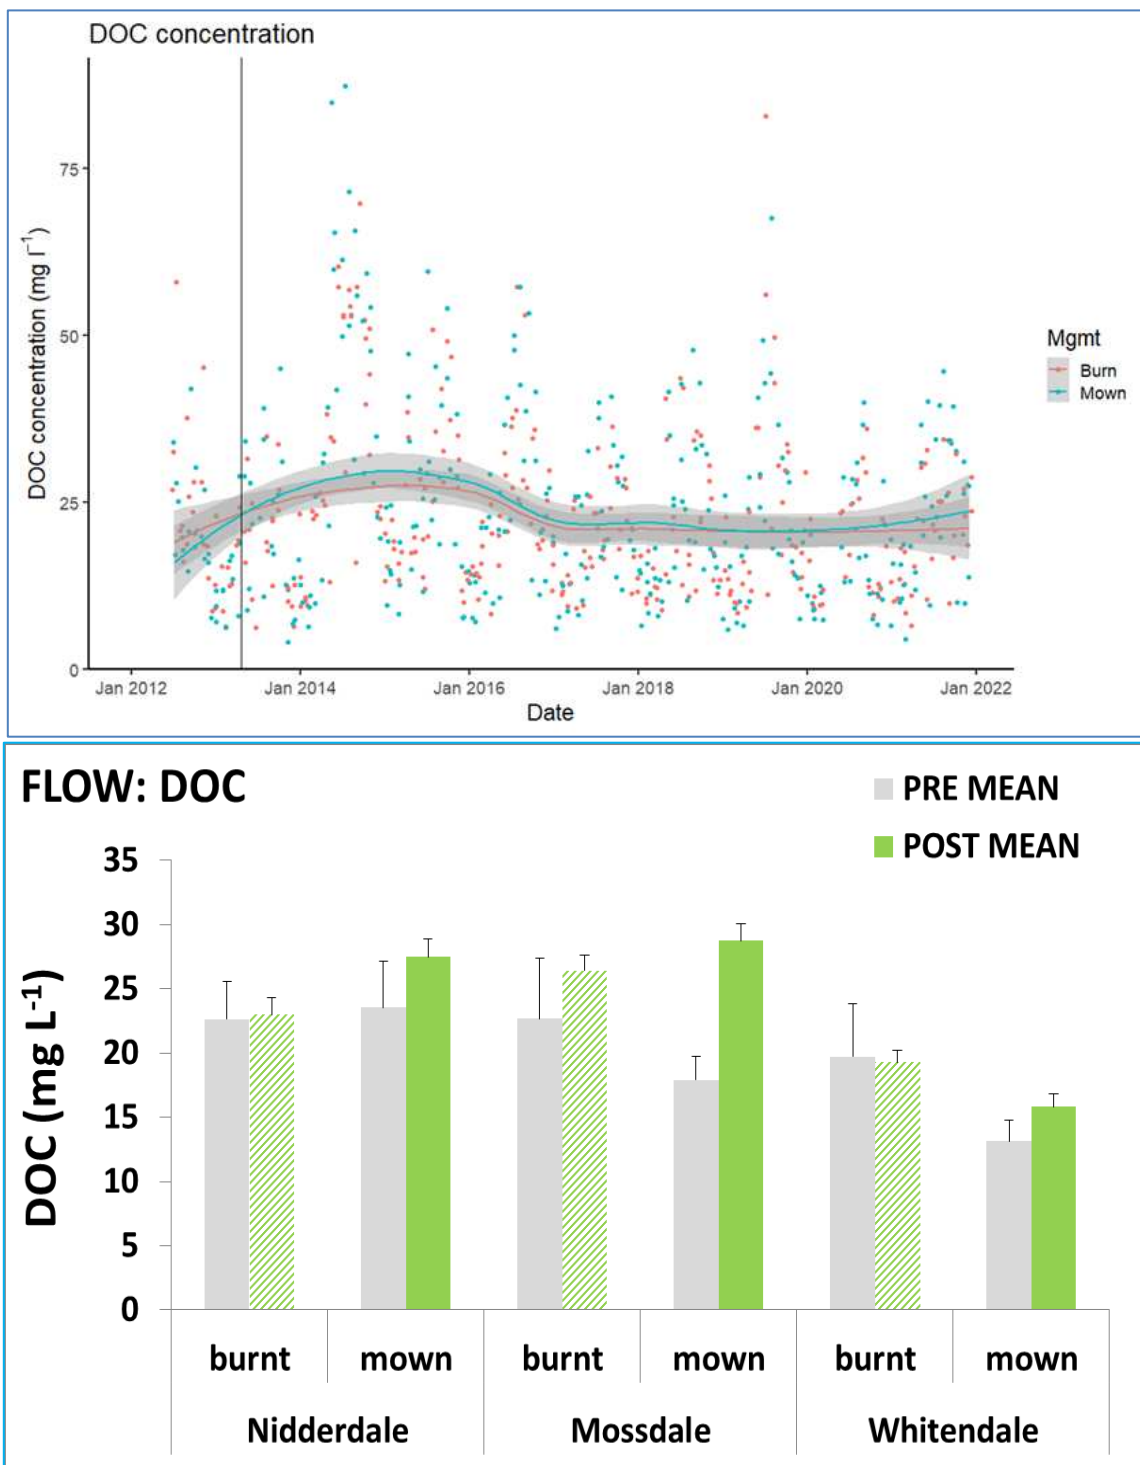 DOC concentration
DOC concentration (mg l⁻¹)
75
50
25
0
Jan 2012 Jan 2014 Jan 2016 Jan 2018 Jan 2020 Jan 2022
Date
Mgmt
Burn
Mown
FLOW: DOC
PRE MEAN
POST MEAN
DOC (mg L⁻¹)
35
30
25
20
15
10
5
0
burnt mown burnt mown burnt mown
Nidderdale Mossdale Whitendale